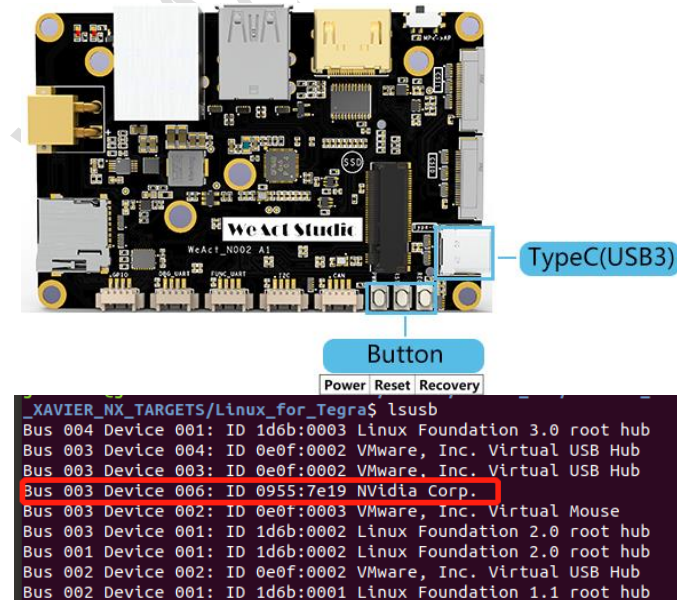 SSD
We Act Studio
WeAct_N002 A1
TypeC(USB3)
GPIO DBG_UART FUNC_UART I2C CAN
Button
Power Reset Recovery
_XAVIER_NX_TARGETS/Linux_for_Tegra$ lsusb
Bus 004 Device 001: ID 1d6b:0003 Linux Foundation 3.0 root hub
Bus 003 Device 004: ID 0e0f:0002 VMware, Inc. Virtual USB Hub
Bus 003 Device 003: ID 0e0f:0002 VMware, Inc. Virtual USB Hub
Bus 003 Device 006: ID 0955:7e19 NVidia Corp.
Bus 003 Device 002: ID 0e0f:0003 VMware, Inc. Virtual Mouse
Bus 003 Device 001: ID 1d6b:0002 Linux Foundation 2.0 root hub
Bus 001 Device 001: ID 1d6b:0002 Linux Foundation 2.0 root hub
Bus 002 Device 002: ID 0e0f:0002 VMware, Inc. Virtual USB Hub
Bus 002 Device 001: ID 1d6b:0001 Linux Foundation 1.1 root hub